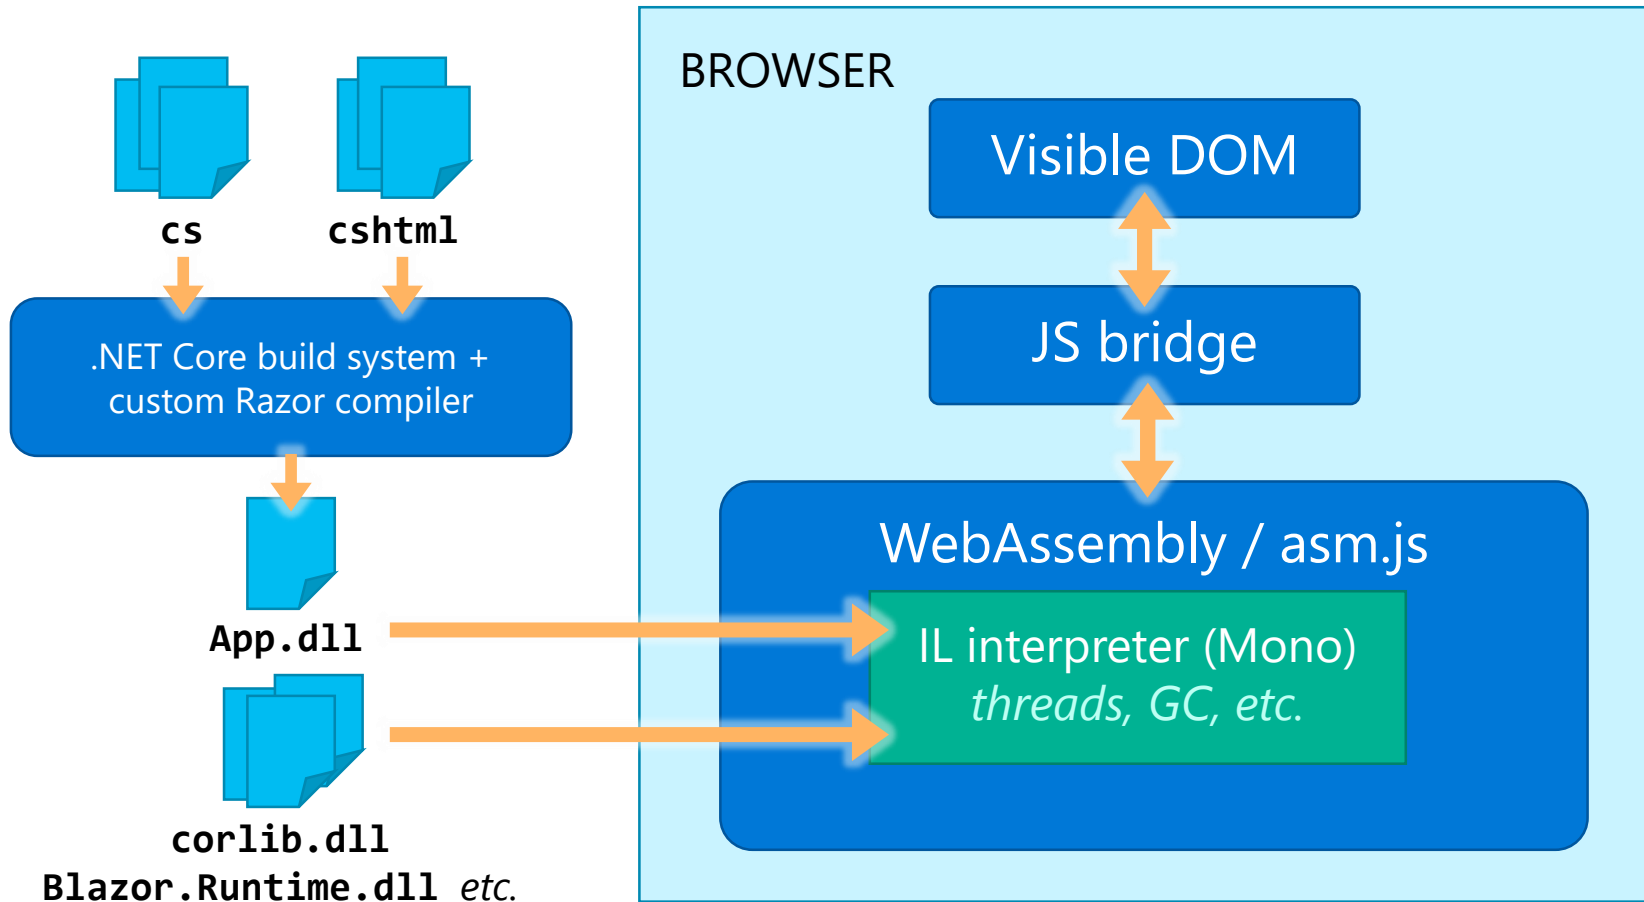 cs
cshtml
.NET Core build system +
custom Razor compiler
App.dll
corlib.dll
Blazor.Runtime.dll etc.
BROWSER
Visible DOM
JS bridge
WebAssembly / asm.js
IL interpreter (Mono)
threads, GC, etc.